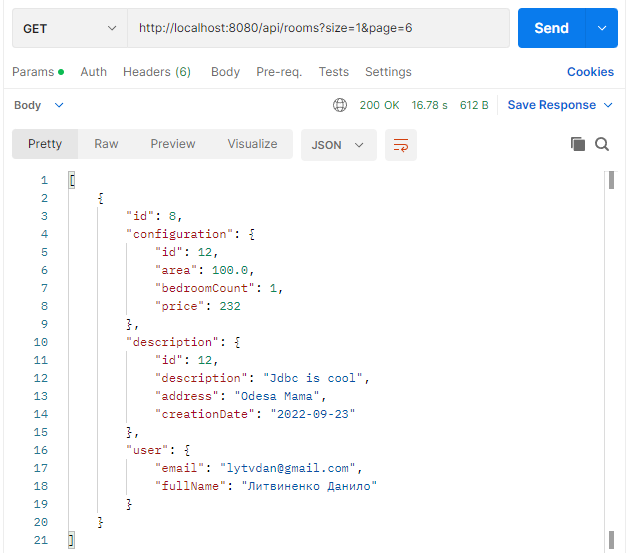 GET http://localhost:8080/api/rooms?size=1&page=6 Send
Params Auth Headers (6) Body Pre-req. Tests Settings Cookies
Body 200 OK 16.78 s 612 B Save Response
Pretty Raw Preview Visualize JSON
1 [
2 {
3 "id": 8,
4 "configuration": {
5 "id": 12,
6 "area": 100.0,
7 "bedroomCount": 1,
8 "price": 232
9 },
10 "description": {
11 "id": 12,
12 "description": "Jdbc is cool",
13 "address": "Odesa Mama",
14 "creationDate": "2022-09-23"
15 },
16 "user": {
17 "email": "lytvdan@gmail.com",
18 "fullName": "Литвиненко Данило"
19 }
20 }
21 ]